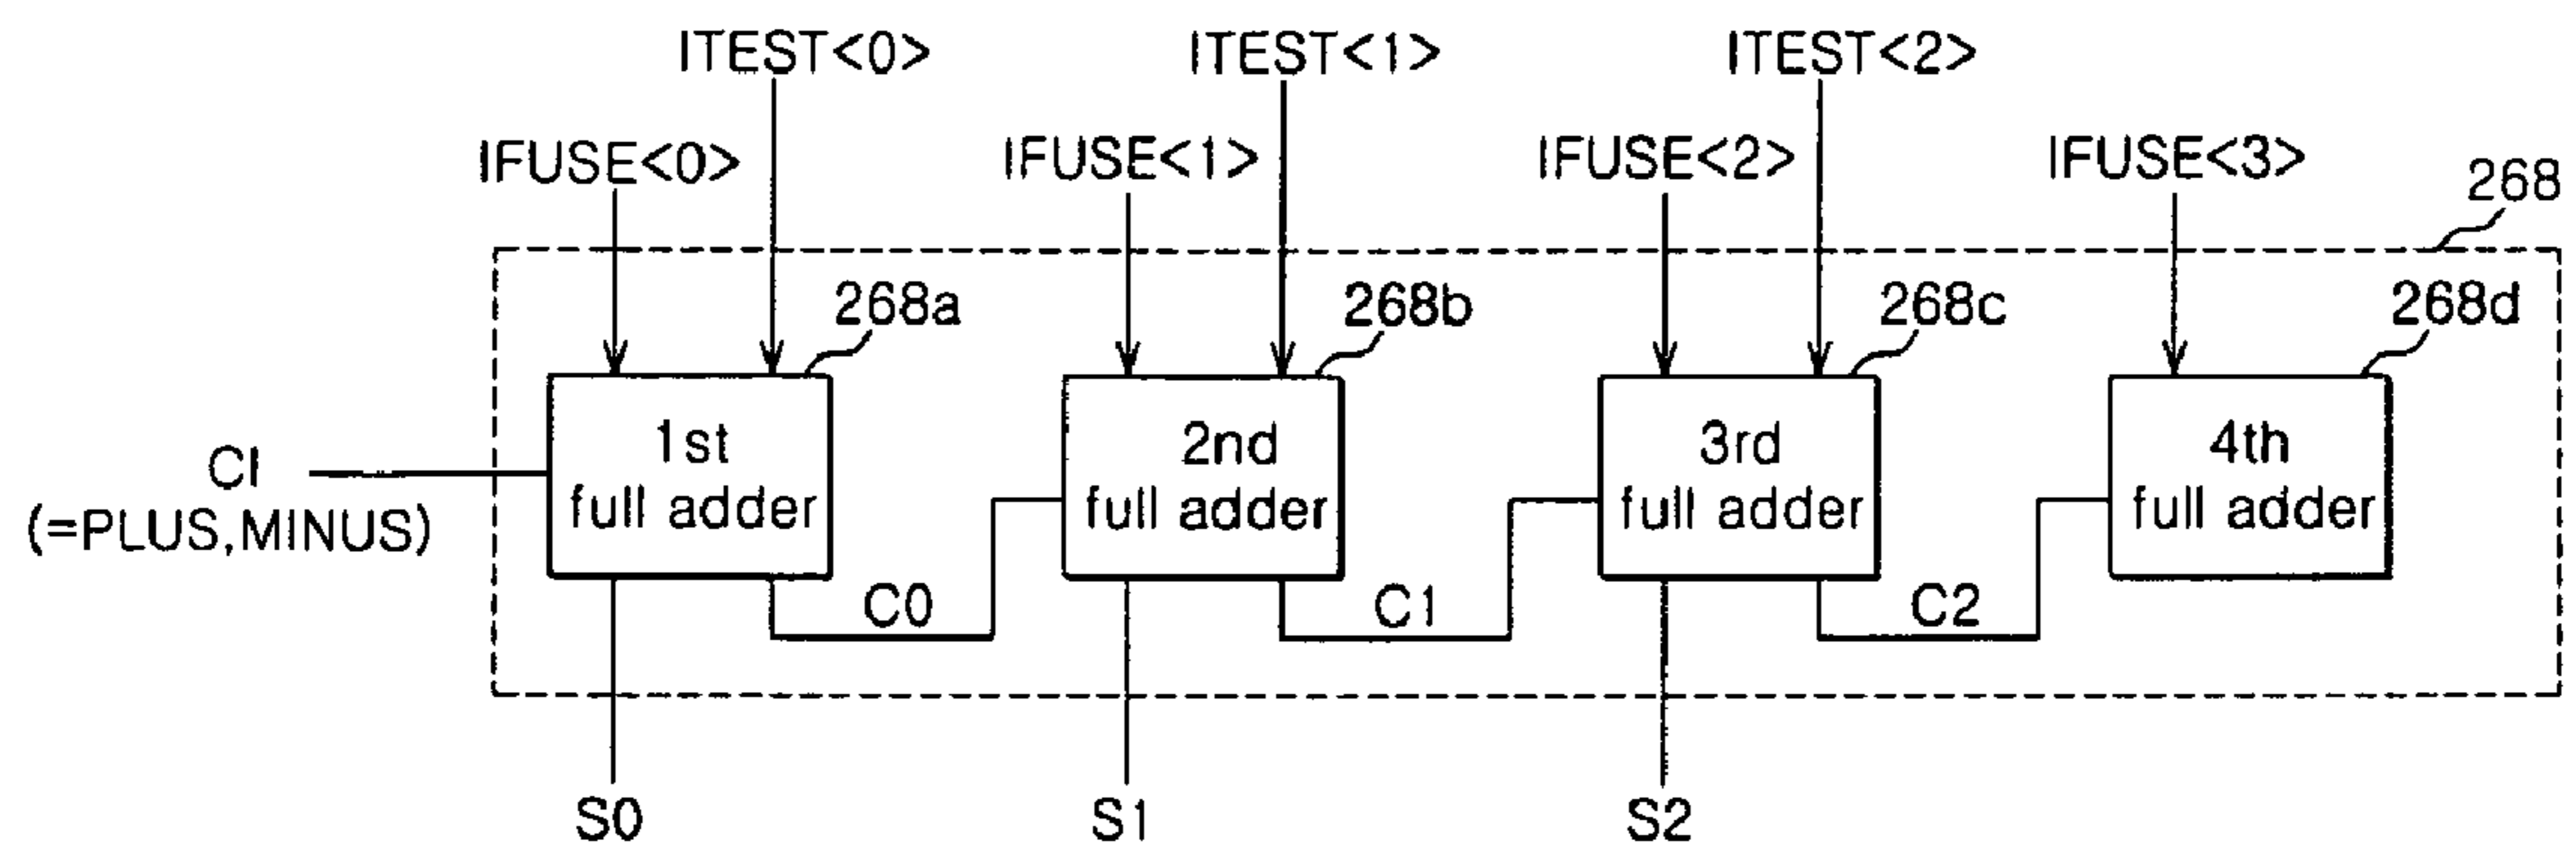 ITEST<0> ITEST<1> ITEST<2>
IFUSE<0> IFUSE<1> IFUSE<2> IFUSE<3>
268
268a 268b 268c 268d
1st 2nd 3rd 4th
CI
full adder full adder full adder full adder
(=PLUS,MINUS)
C0 C1 C2
S0 S1 S2